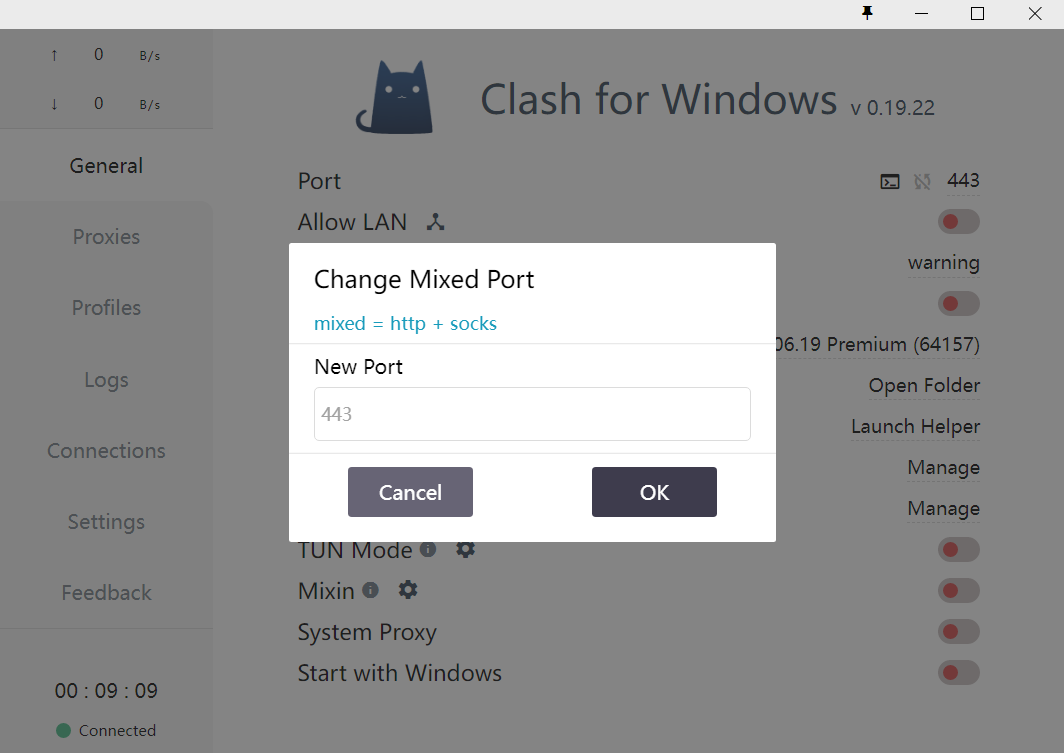 ↑ 0 B/s
↓ 0 B/s
General
Proxies
Profiles
Logs
Connections
Settings
Feedback
00 : 09 : 09
Connected
Clash for Windows v 0.19.22
Port 443
Allow LAN
warning
06.19 Premium (64157)
Open Folder
Launch Helper
Manage
Manage
TUN Mode
Mixin
System Proxy
Start with Windows
Change Mixed Port
mixed = http + socks
New Port
443
Cancel OK